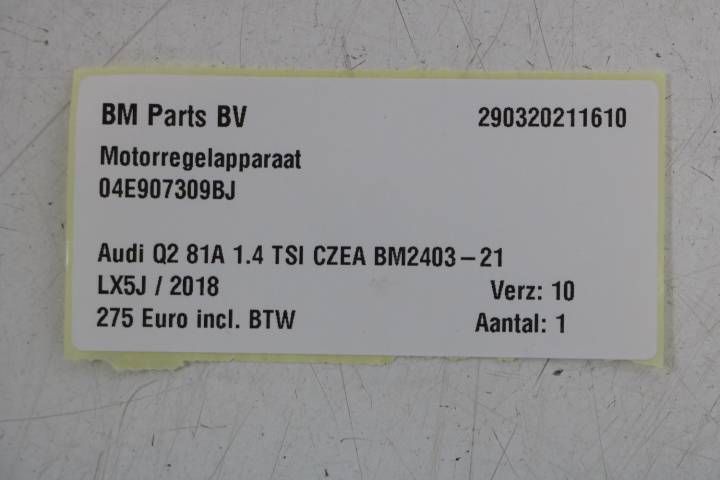 BM Parts BV 290320211610
Motorregelapparaat
04E907309BJ
Audi Q2 81A 1.4 TSI CZEA BM2403-21
LX5J / 2018 Verz: 10
275 Euro incl. BTW Aantal: 1